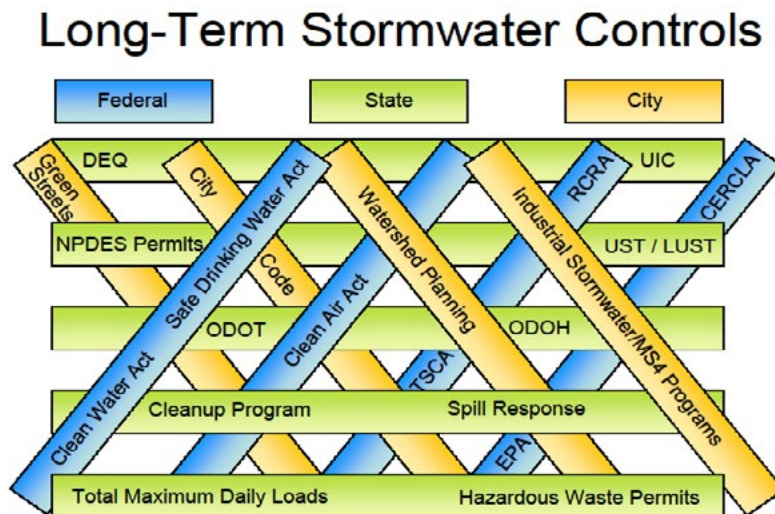 Long-Term Stormwater Controls
Federal
State
City
Green
Streets
DEQ
City
Code
Clean Water Act
Safe Drinking Water Act
Clean Air Act
Watershed Planning
TSCA
RCRA
UIC
Industrial Stormwater/MS4 Programs
EPA
CERCLA
NPDES Permits
UST / LUST
ODOT
ODOH
Cleanup Program
Spill Response
Total Maximum Daily Loads
Hazardous Waste Permits